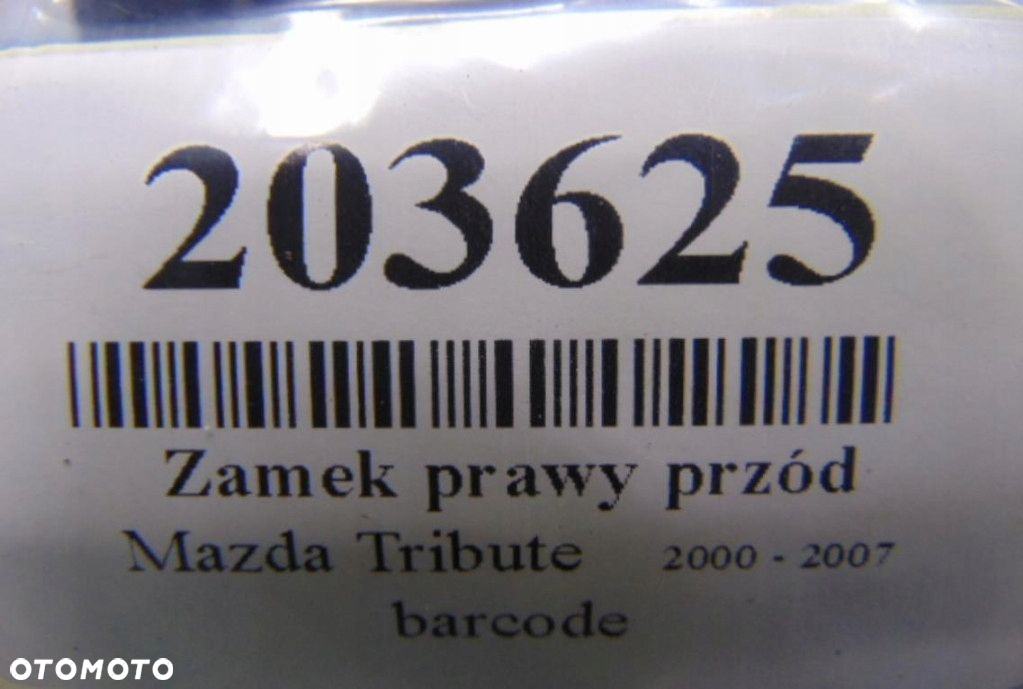 203625
Zamek prawy przód
Mazda Tribute 2000 - 2007
barcode
OTOMOTO